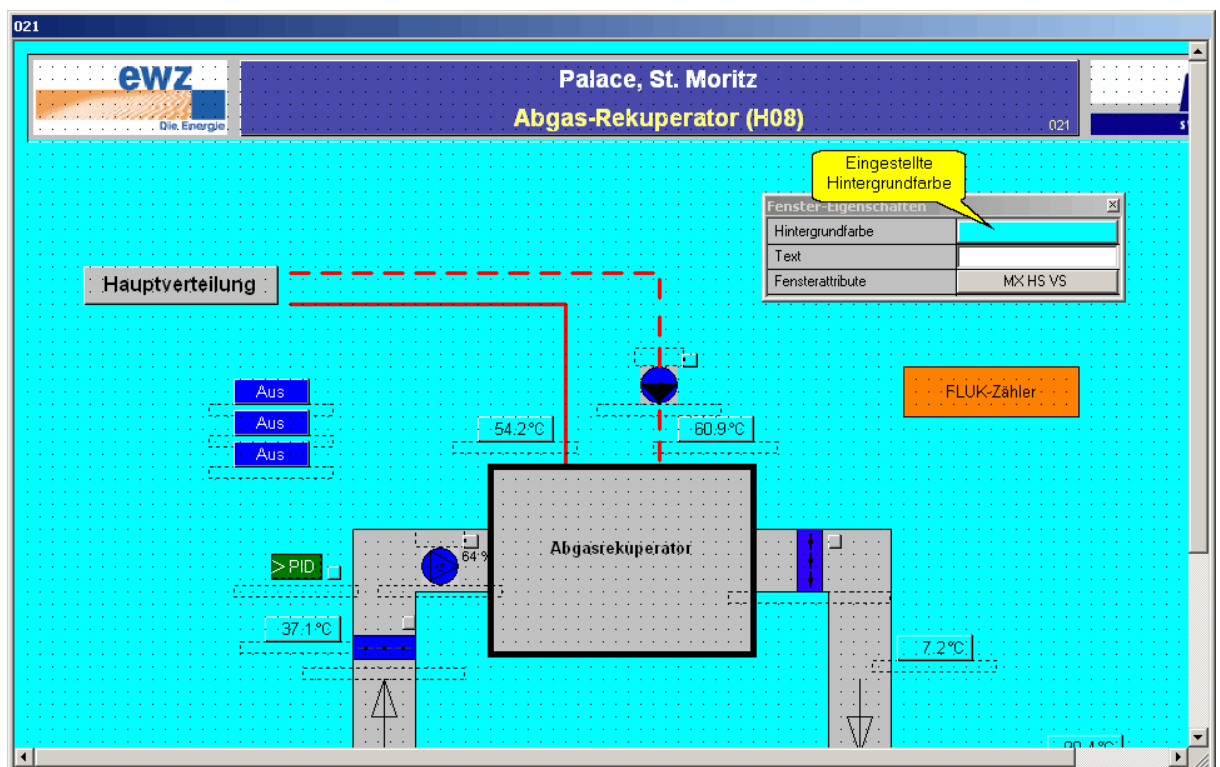 021
ewz
Die Energie
Palace, St. Moritz
Abgas-Rekuperator (H08)
021
Eingestellte
Hintergrundfarbe
Fenster-Eigenschaften
Hintergrundfarbe
Text
Fensterattribute
MX HS VS
Hauptverteilung
Aus
Aus
Aus
FLUK-Zähler
54.2°C
60.9°C
Abgasrekuperator
64 %
>PID
37.1°C
7.2°C